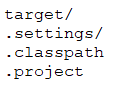 target/
.settings/
.classpath
.project